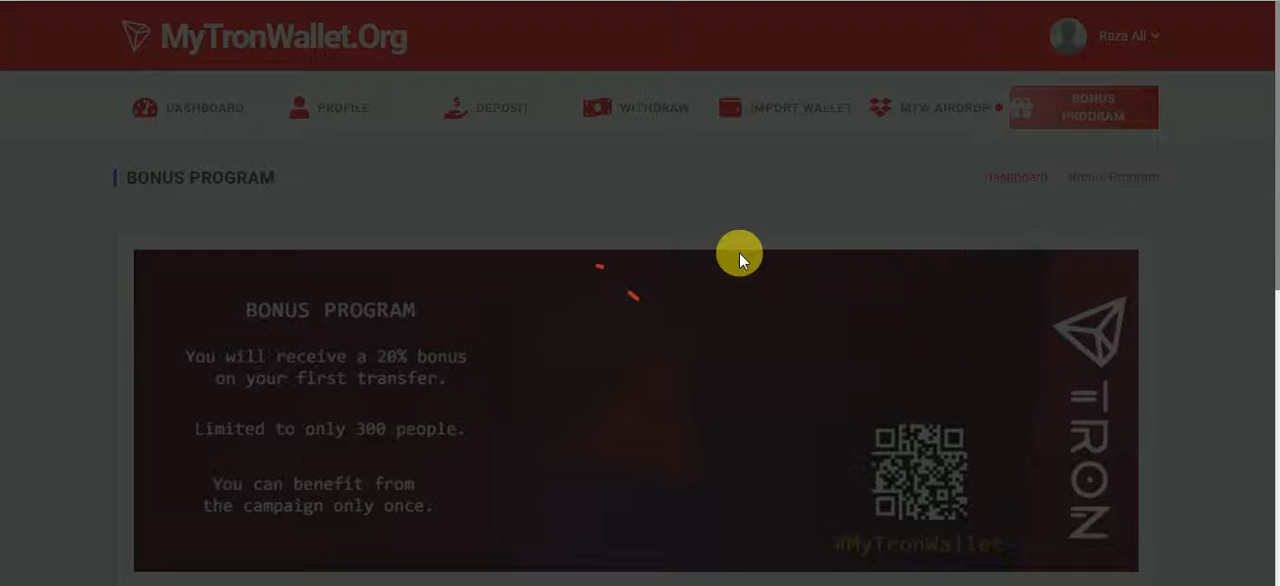 MyTronWallet.Org
Raza Ali
DASHBOARD
PROFILE
DEPOSIT
WITHDRAW
IMPORT WALLET
MTW AIRDROP
BONUS
PROGRAM
BONUS PROGRAM
Dashboard
Bonus Program
BONUS PROGRAM
You will receive a 20% bonus
on your first transfer.
Limited to only 300 people.
You can benefit from
the campaign only once.
TRON
#MyTronWallet